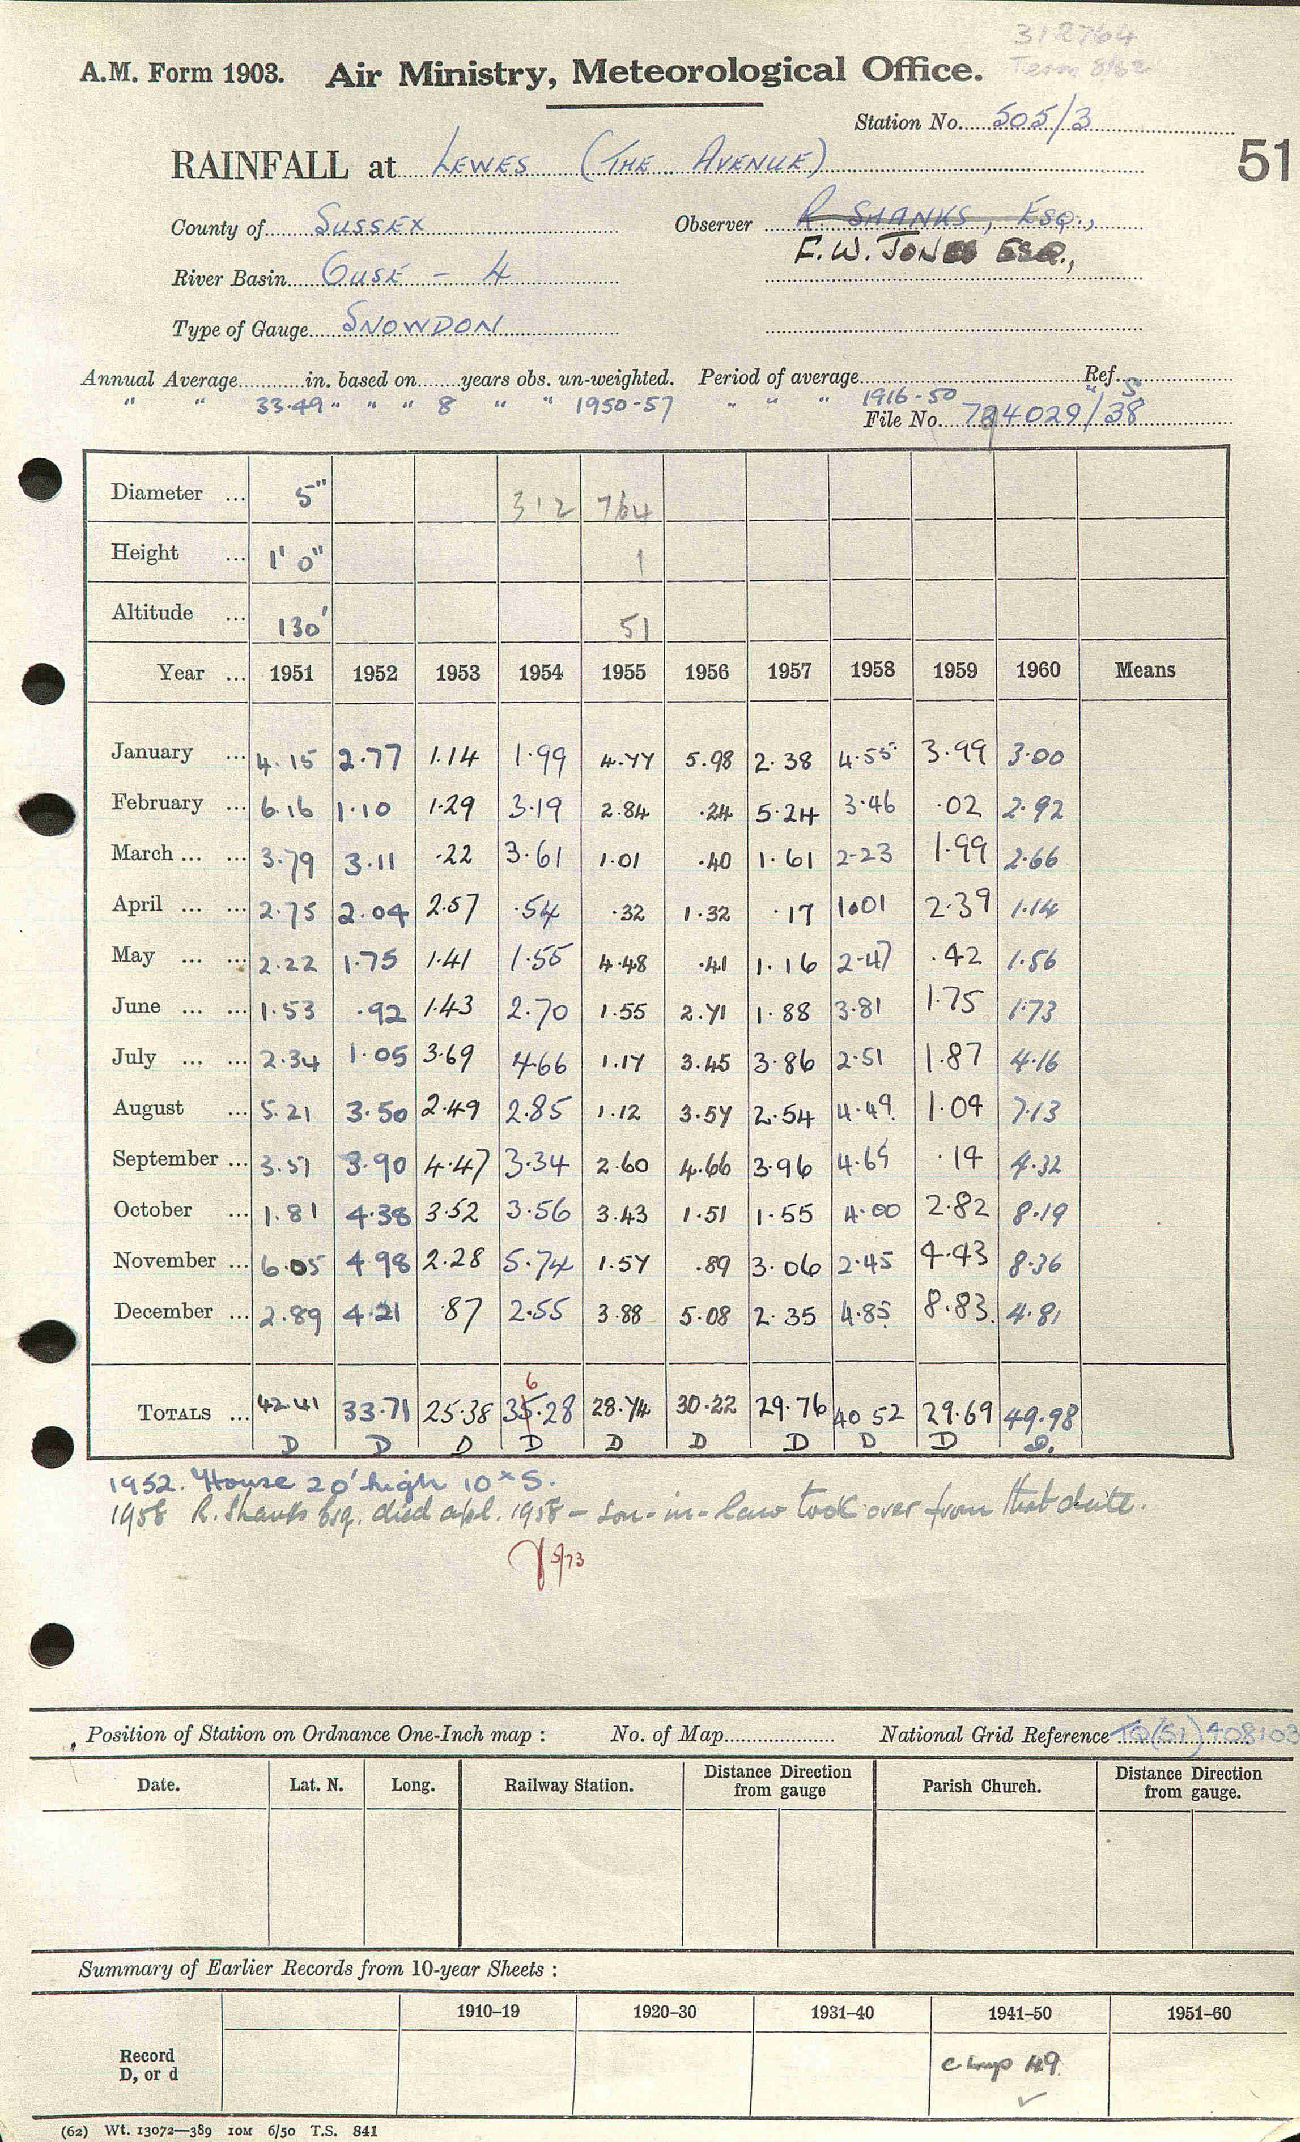 312764
A.M. Form 1903. Air Ministry, Meteorological Office.
Term 8/62
Station No. 505/3
51
RAINFALL at LEWES (THE AVENUE)
County of SUSSEX Observer R SHANKS, ESQ.,
F.W. JONES ESQ.,
River Basin OUSE - 4
Type of Gauge SNOWDON
Annual Average in. based on years obs. un-weighted. Period of average Ref. S
" " 33.49 " " " 8 " " 1950-57 " " " 1916-50
File No. 4029/38
Diameter ... 5" 312 764
Height ... 1' 0" 1
Altitude ... 130' 51
Year ... 1951 1952 1953 1954 1955 1956 1957 1958 1959 1960 Means
January ... 4.15 2.77 1.14 1.99 4.77 5.98 2.38 4.55 3.99 3.00
February ... 6.16 1.10 1.29 3.19 2.84 .24 5.24 3.46 .02 2.92
March ... ... 3.79 3.11 .22 3.61 1.01 .40 1.61 2.23 1.99 2.66
April ... ... 2.75 2.04 2.57 .54 .32 1.32 .17 1.01 2.39 1.14
May ... ... 2.22 1.75 1.41 1.55 4.48 .41 1.16 2.47 .42 1.56
June ... ... 1.53 .92 1.43 2.70 1.55 2.71 1.88 3.81 1.75 1.73
July ... ... 2.34 1.05 3.69 4.66 1.17 3.45 3.86 2.51 1.87 4.16
August ... 5.21 3.50 2.49 2.85 1.12 3.57 2.54 4.49 1.04 7.13
September ... 3.51 3.90 4.47 3.34 2.60 4.66 3.96 4.69 .14 4.32
October ... 1.81 4.38 3.52 3.56 3.43 1.51 1.55 4.00 2.82 8.19
November ... 6.05 4.98 2.28 5.74 1.57 .89 3.06 2.45 4.43 8.36
December ... 2.89 4.21 .87 2.55 3.88 5.08 2.35 4.85 8.83 4.81
6
TOTALS ... 42.41 33.71 25.38 35.28 28.74 30.22 29.76 40.52 29.69 49.98
D D D D D D D D D D.
1952. House 20' high 10 x S.
1958 R. Shanks Esq. died apl. 1958 - son-in-law took over from that date.
5/73
Position of Station on Ordnance One-Inch map : No. of Map National Grid Reference TQ(51)408103
Date. Lat. N. Long. Railway Station. Distance Direction from gauge Parish Church. Distance Direction from gauge.
Summary of Earlier Records from 10-year Sheets :
1910-19 1920-30 1931-40 1941-50 1951-60
Record
D, or d
49
(62) Wt. 13072—389 10M 6/50 T.S. 841